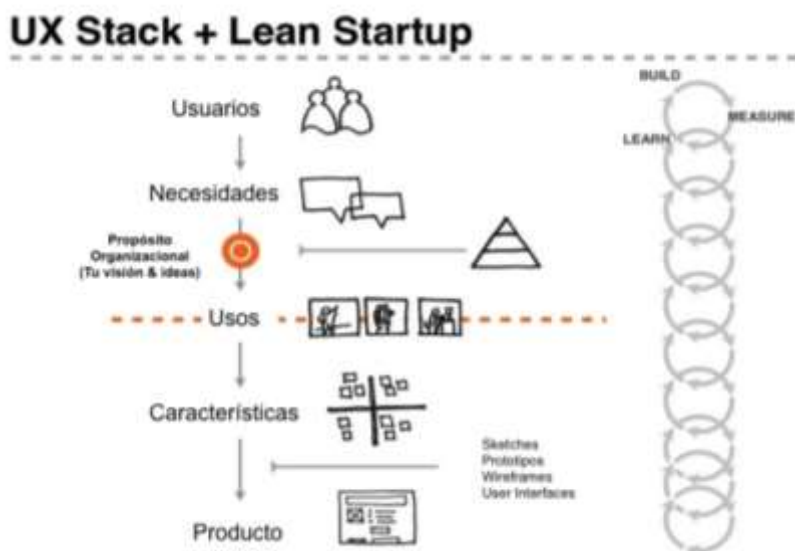 UX Stack + Lean Startup
BUILD
MEASURE
LEARN
Usuarios
Necesidades
Propósito
Organizacional
(Tu visión & ideas)
Usos
Características
Sketches
Prototipos
Wireframes
User Interfaces
Producto